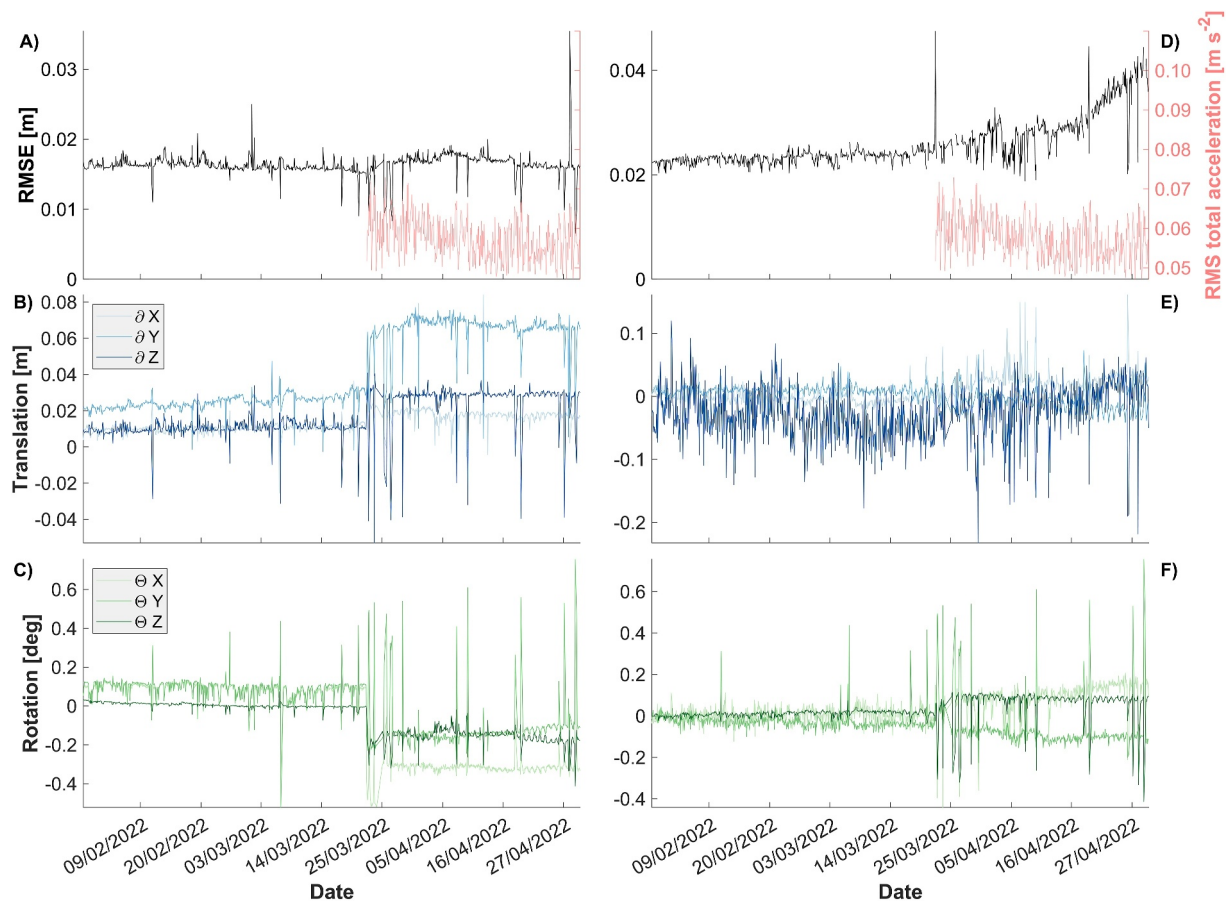 A)
D)
0.03
0.02
0.01
0
RMSE [m]
0.04
0.02
0
0.10
0.09
0.08
0.07
0.06
0.05
RMS total acceleration [m s⁻²]
B)
E)
∂ X
∂ Y
∂ Z
0.08
0.06
0.04
0.02
0
-0.02
-0.04
Translation [m]
0.1
0
-0.1
-0.2
C)
F)
Θ X
Θ Y
Θ Z
0.6
0.4
0.2
0
-0.2
-0.4
Rotation [deg]
0.6
0.4
0.2
0
-0.2
-0.4
09/02/2022
20/02/2022
03/03/2022
14/03/2022
25/03/2022
05/04/2022
16/04/2022
27/04/2022
Date
09/02/2022
20/02/2022
03/03/2022
14/03/2022
25/03/2022
05/04/2022
16/04/2022
27/04/2022
Date